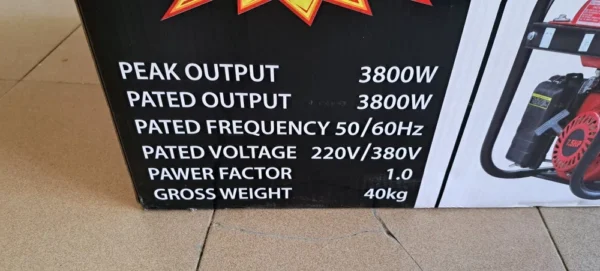 PEAK OUTPUT 3800W
PATED OUTPUT 3800W
PATED FREQUENCY 50/60Hz
PATED VOLTAGE 220V/380V
PAWER FACTOR 1.0
GROSS WEIGHT 40kg